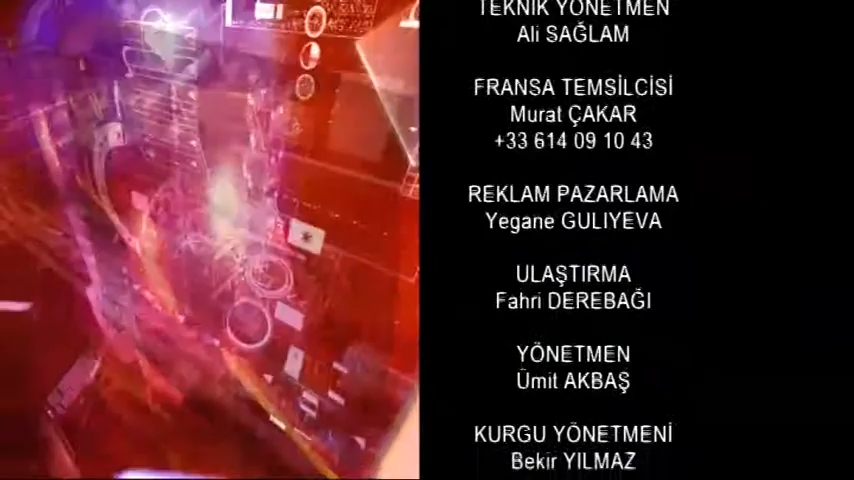 TEKNİK YÖNETMEN
Ali SAĞLAM
FRANSA TEMSİLCİSİ
Murat ÇAKAR
+33 614 09 10 43
REKLAM PAZARLAMA
Yegane GULIYEVA
ULAŞTIRMA
Fahri DEREBAĞI
YÖNETMEN
Ümit AKBAŞ
KURGU YÖNETMENİ
Bekir YILMAZ